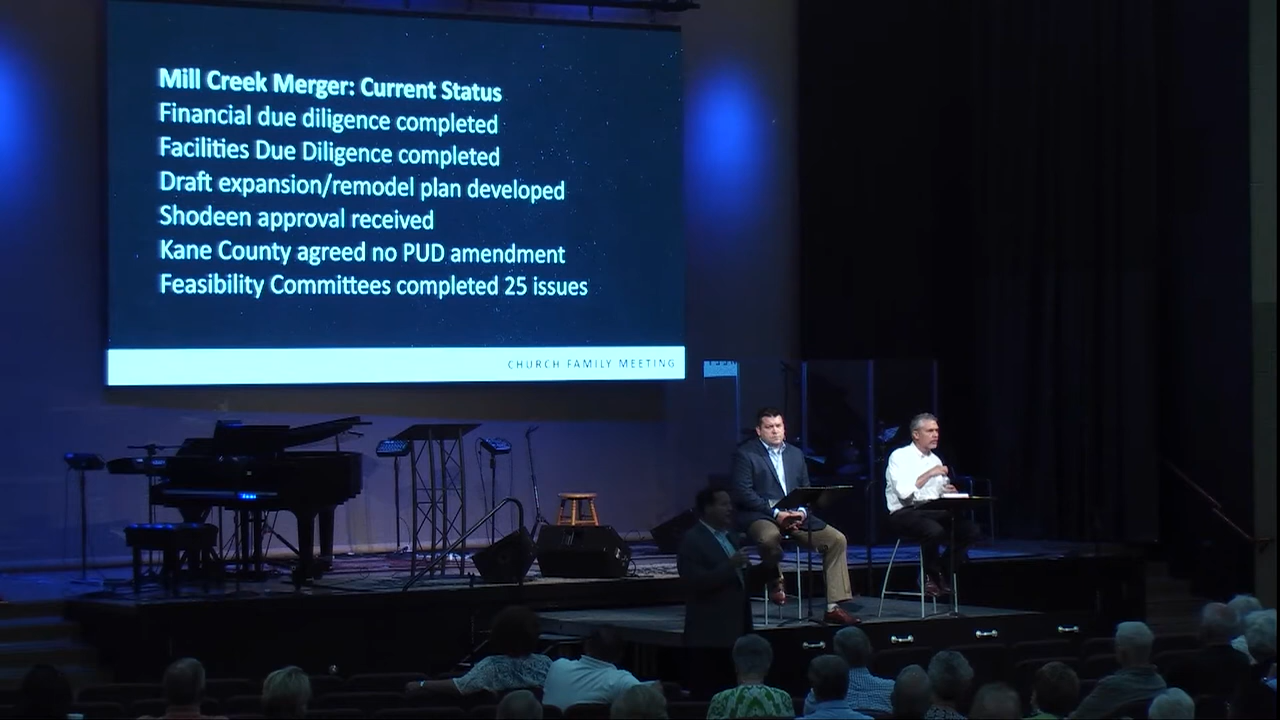 Mill Creek Merger: Current Status
Financial due diligence completed
Facilities Due Diligence completed
Draft expansion/remodel plan developed
Shodeen approval received
Kane County agreed no PUD amendment
Feasibility Committees completed 25 issues
CHURCH FAMILY MEETING